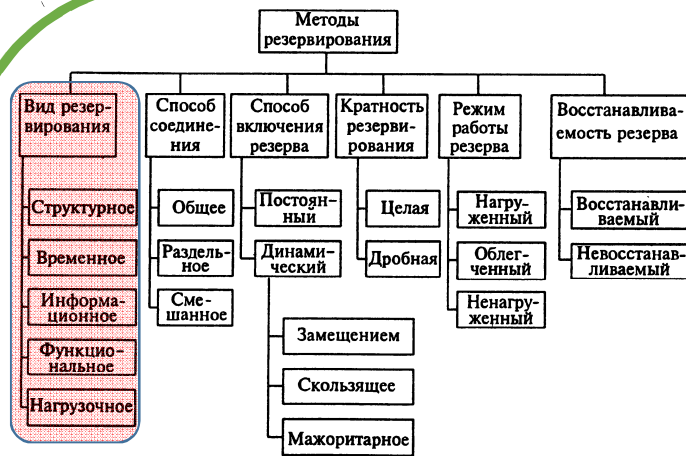 Методы
резервирования
Вид резер-
вирования
Структурное
Временное
Информа-
ционное
Функцио-
нальное
Нагрузочное
Способ
соедине-
ния
Общее
Раздель-
ное
Сме-
шанное
Способ
включения
резерва
Постоян-
ный
Динами-
ческий
Замещением
Скользящее
Мажоритарное
Кратность
резерви-
рования
Целая
Дробная
Режим
работы
резерва
Нагру-
женный
Облег-
ченный
Ненагру-
женный
Восстанавлива-
емость резерва
Восстанавли-
ваемый
Невосстанав-
ливаемый